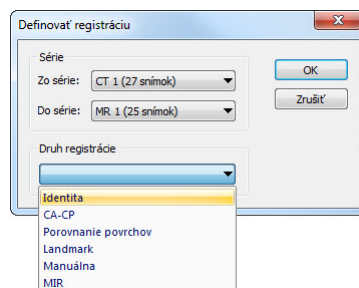 Definovať registráciu
Série
Zo série: CT 1 (27 snímok)
OK
Do série: MR 1 (25 snímok)
Zrušiť
Druh registrácie
Identita
CA-CP
Porovnanie povrchov
Landmark
Manuálna
MIR